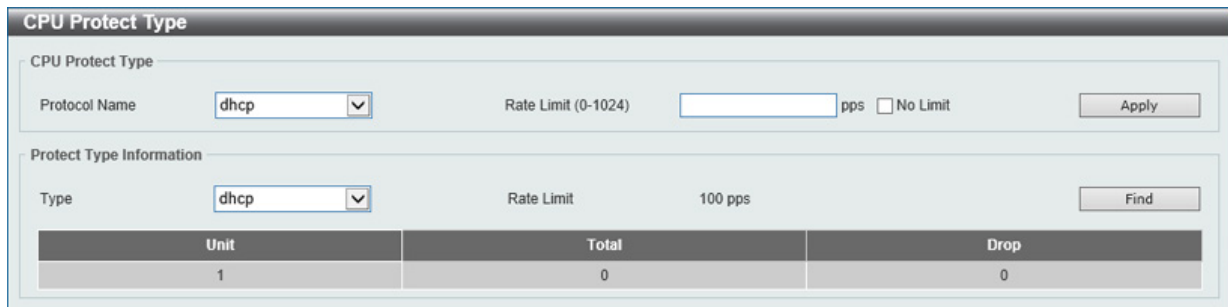 CPU Protect Type
CPU Protect Type
Protocol Name dhcp Rate Limit (0-1024) pps No Limit Apply
Protect Type Information
Type dhcp Rate Limit 100 pps Find
Unit Total Drop
1 0 0